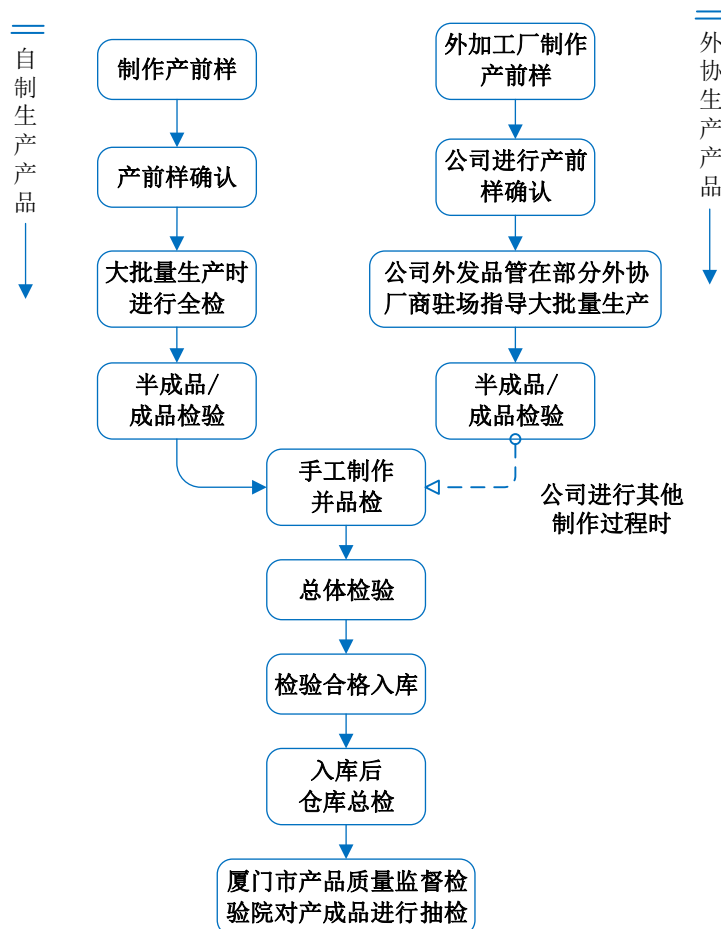 自制生产产品
制作产前样
产前样确认
大批量生产时
进行全检
半成品/
成品检验
外协生产产品
外加工厂制作
产前样
公司进行产前
样确认
公司外发品管在部分外协
厂商驻场指导大批量生产
半成品/
成品检验
公司进行其他
制作过程时
手工制作
并品检
总体检验
检验合格入库
入库后
仓库总检
厦门市产品质量监督检
验院对产成品进行抽检